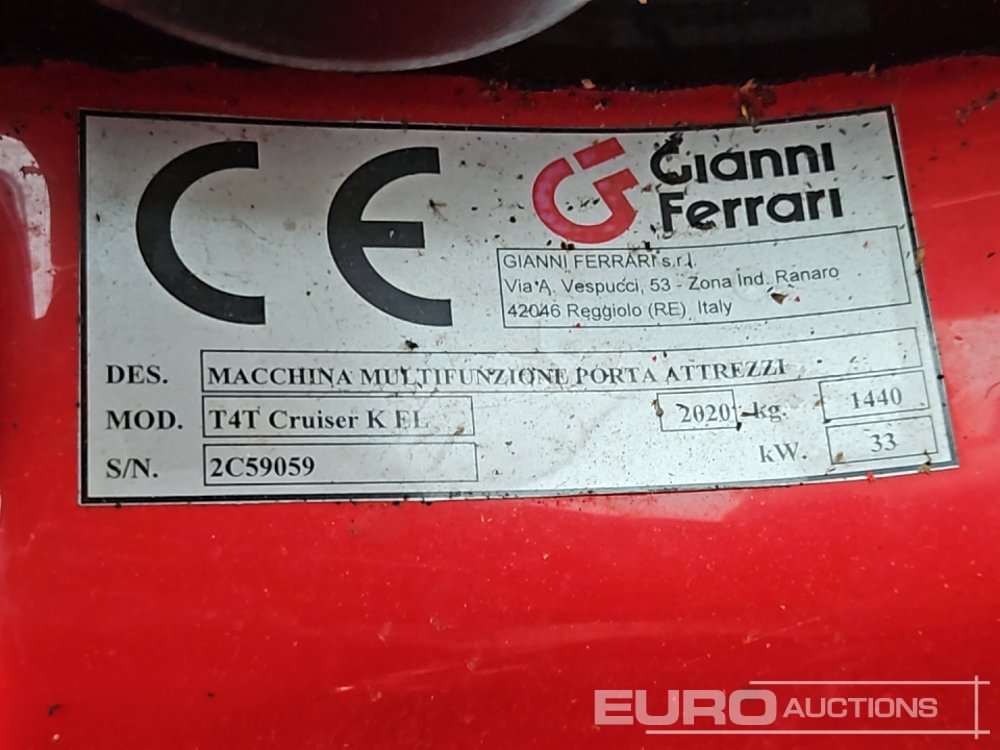 CE
Gianni
Ferrari
GIANNI FERRARI s.r.l.
Via A. Vespucci, 53 - Zona Ind. Ranaro
42046 Reggiolo (RE) Italy
DES. MACCHINA MULTIFUNZIONE PORTA ATTREZZI
MOD. T4T Cruiser K EL 2020 kg. 1440
S/N. 2C59059 kW. 33
EURO AUCTIONS